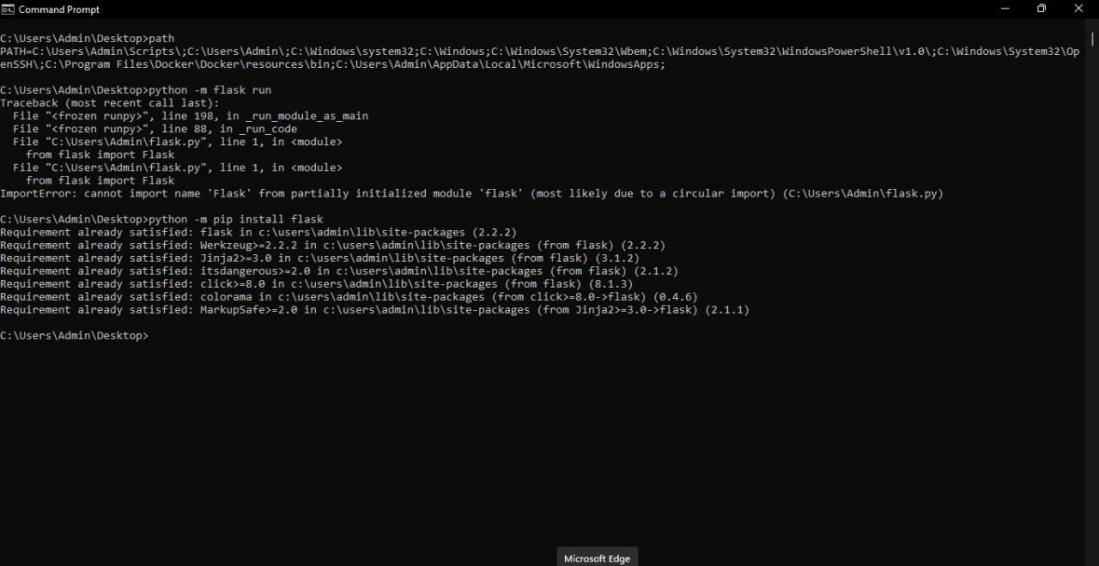 Command Prompt
C:\Users\Admin\Desktop>path
PATH=C:\Users\Admin\Scripts\;C:\Users\Admin\;C:\Windows\system32;C:\Windows;C:\Windows\System32\Wbem;C:\Windows\System32\WindowsPowerShell\v1.0\;C:\Windows\System32\Op
enSSH\;C:\Program Files\Docker\Docker\resources\bin;C:\Users\Admin\AppData\Local\Microsoft\WindowsApps;
C:\Users\Admin\Desktop>python -m flask run
Traceback (most recent call last):
  File "<frozen runpy>", line 198, in _run_module_as_main
  File "<frozen runpy>", line 88, in _run_code
  File "C:\Users\Admin\flask.py", line 1, in <module>
    from flask import Flask
  File "C:\Users\Admin\flask.py", line 1, in <module>
    from flask import Flask
ImportError: cannot import name 'Flask' from partially initialized module 'flask' (most likely due to a circular import) (C:\Users\Admin\flask.py)
C:\Users\Admin\Desktop>python -m pip install flask
Requirement already satisfied: flask in c:\users\admin\lib\site-packages (2.2.2)
Requirement already satisfied: Werkzeug>=2.2.2 in c:\users\admin\lib\site-packages (from flask) (2.2.2)
Requirement already satisfied: Jinja2>=3.0 in c:\users\admin\lib\site-packages (from flask) (3.1.2)
Requirement already satisfied: itsdangerous>=2.0 in c:\users\admin\lib\site-packages (from flask) (2.1.2)
Requirement already satisfied: click>=8.0 in c:\users\admin\lib\site-packages (from flask) (8.1.3)
Requirement already satisfied: colorama in c:\users\admin\lib\site-packages (from click>=8.0->flask) (0.4.6)
Requirement already satisfied: MarkupSafe>=2.0 in c:\users\admin\lib\site-packages (from Jinja2>=3.0->flask) (2.1.1)
C:\Users\Admin\Desktop>
Microsoft Edge